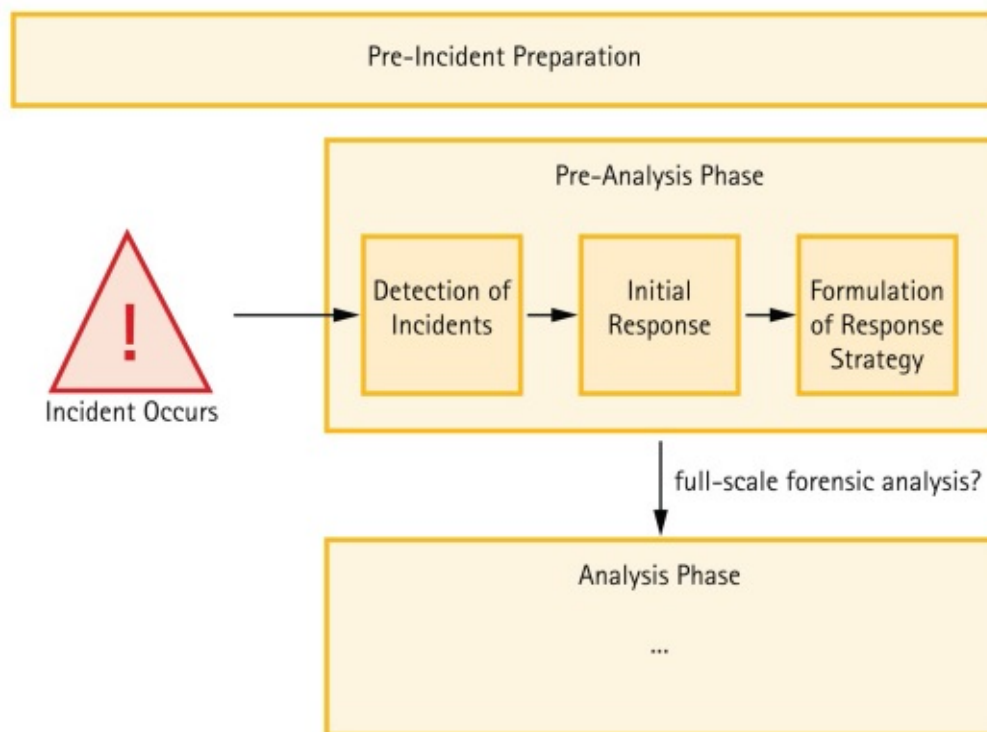 Pre-Incident Preparation
Pre-Analysis Phase
Detection of
Incidents
Initial
Response
Formulation
of Response
Strategy
!
Incident Occurs
full-scale forensic analysis?
Analysis Phase
...